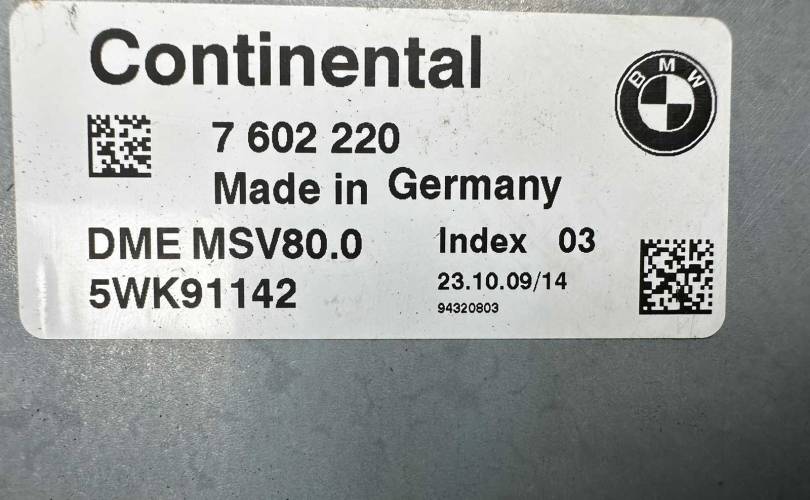 Continental
BMW
7 602 220
Made in Germany
DME MSV80.0
Index 03
5WK91142
23.10.09/14
94320803